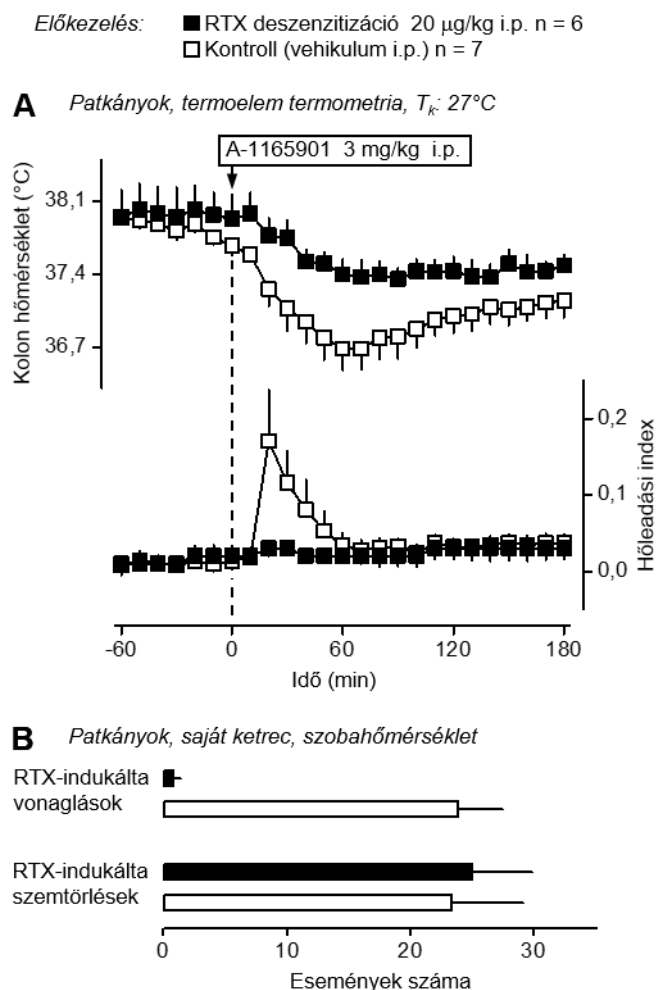 Előkezelés: ■ RTX deszenzitizáció 20 μg/kg i.p. n = 6
□ Kontroll (vehikulum i.p.) n = 7
A Patkányok, termoelem termometria, Tk: 27°C
A-1165901 3 mg/kg i.p.
Kolon hőmérséklet (°C)
38,1
37,4
36,7
0,2
0,1
0,0
Hőleadási index
-60 0 60 120 180
Idő (min)
B Patkányok, saját ketrec, szobahőmérséklet
RTX-indukálta
vonaglások
RTX-indukálta
szemtörlések
0 10 20 30
Események száma